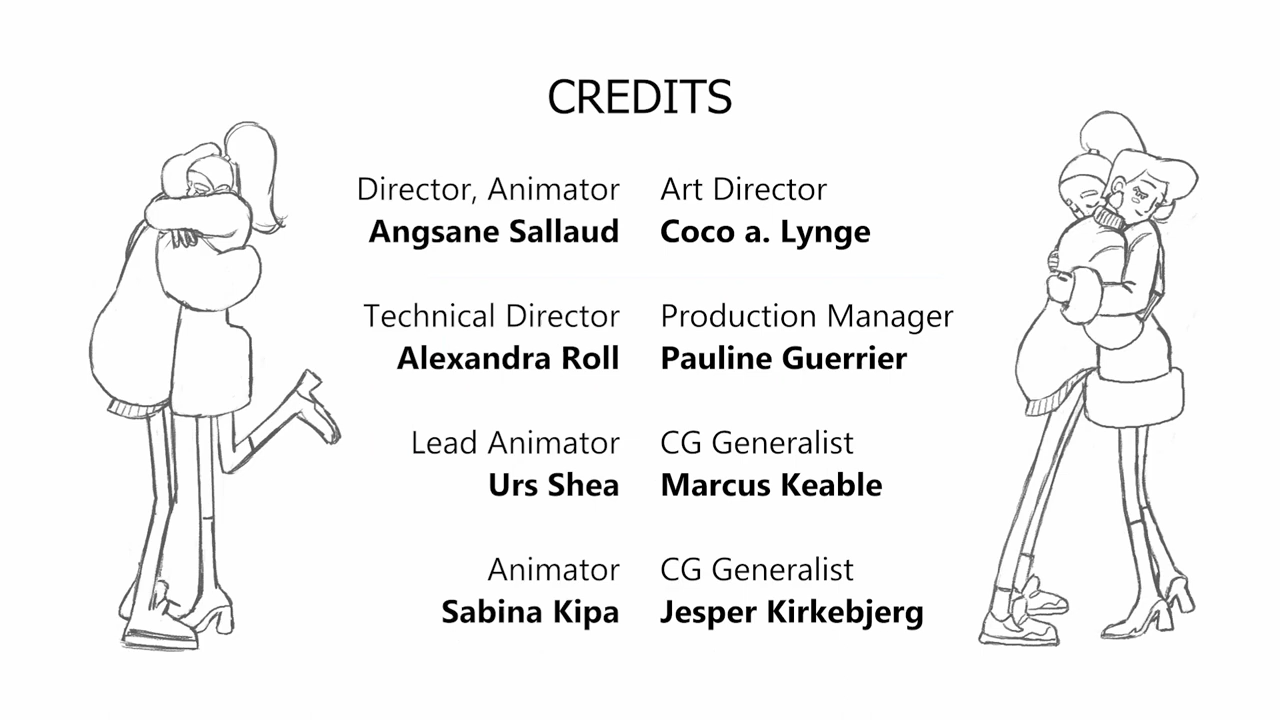 CREDITS
Director, Animator
Angsane Sallaud
Art Director
Coco a. Lynge
Technical Director
Alexandra Roll
Production Manager
Pauline Guerrier
Lead Animator
Urs Shea
CG Generalist
Marcus Keable
Animator
Sabina Kipa
CG Generalist
Jesper Kirkebjerg